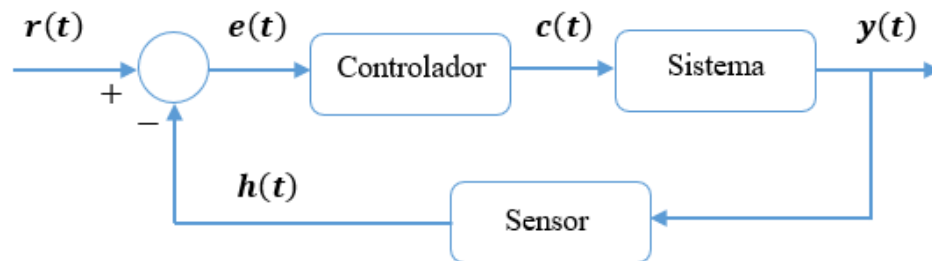 r(t)
e(t)
c(t)
y(t)
+
−
Controlador
Sistema
h(t)
Sensor